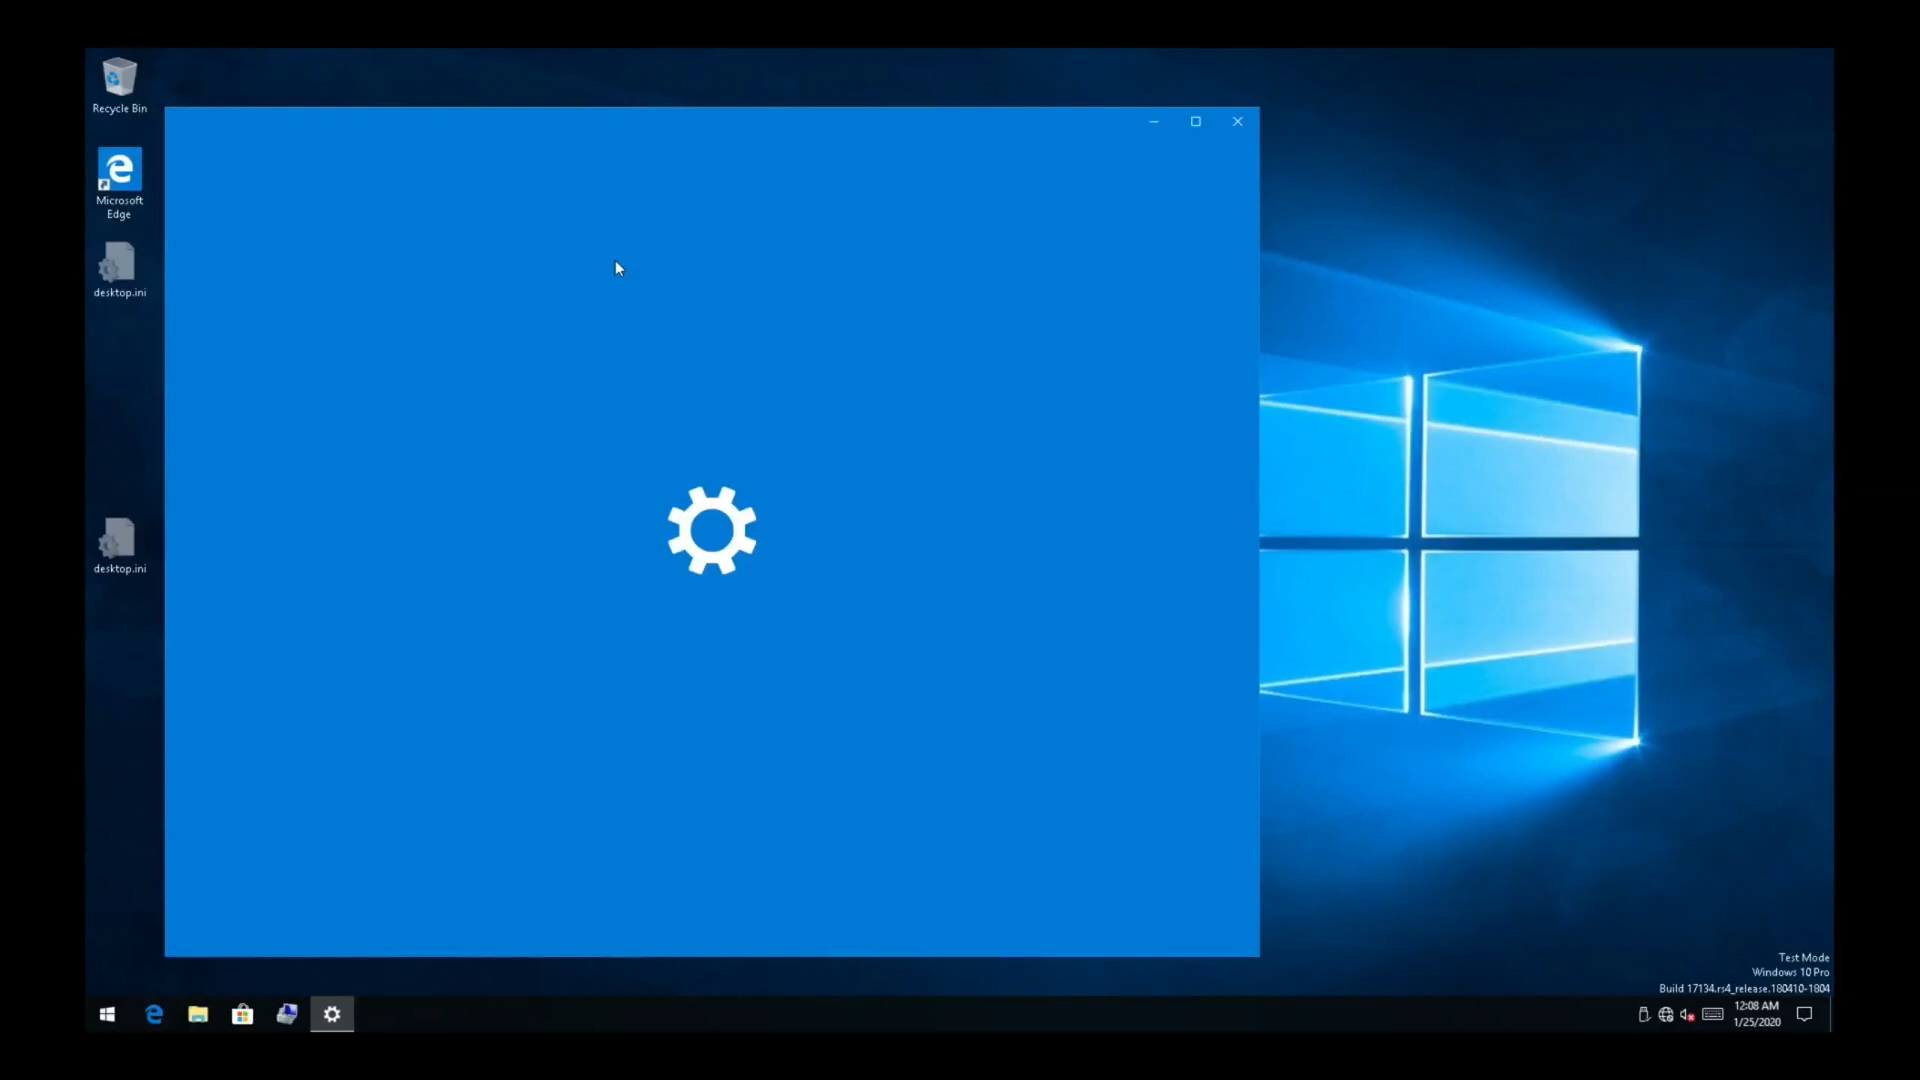 Recycle Bin
Microsoft
Edge
desktop.ini
desktop.ini
Test Mode
Windows 10 Pro
Build 17134.rs4_release.180410-1804
12:08 AM
1/25/2020